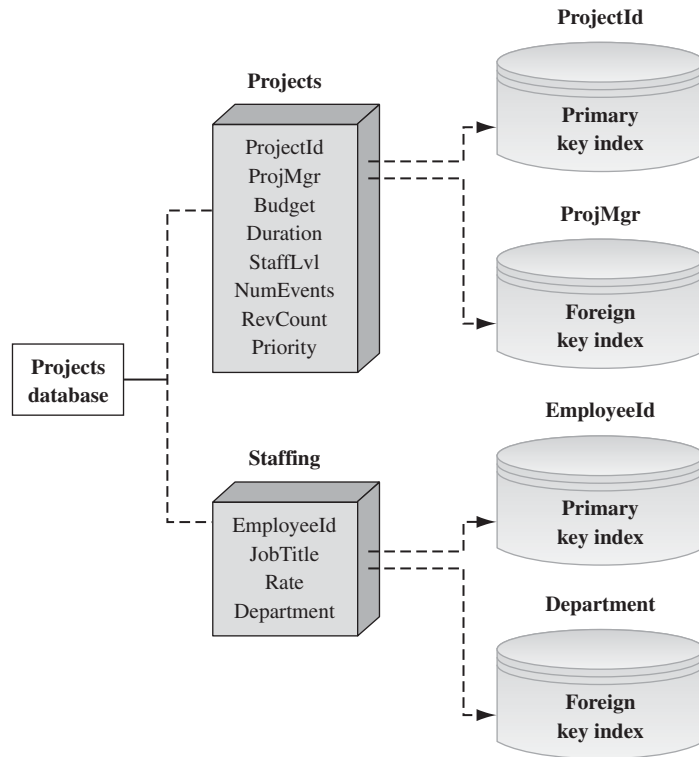 Projects
database
Projects
ProjectId
ProjMgr
Budget
Duration
StaffLvl
NumEvents
RevCount
Priority
ProjectId
Primary
key index
ProjMgr
Foreign
key index
Staffing
EmployeeId
JobTitle
Rate
Department
EmployeeId
Primary
key index
Department
Foreign
key index